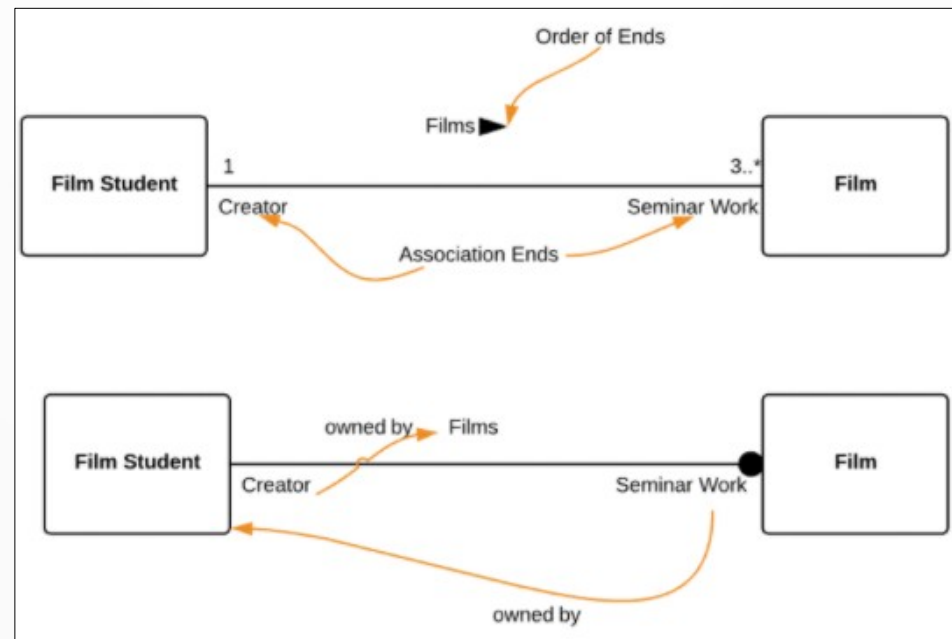 Order of Ends
Films
1
3..*
Film Student
Film
Creator
Seminar Work
Association Ends
owned by
Films
Film Student
Film
Creator
Seminar Work
owned by